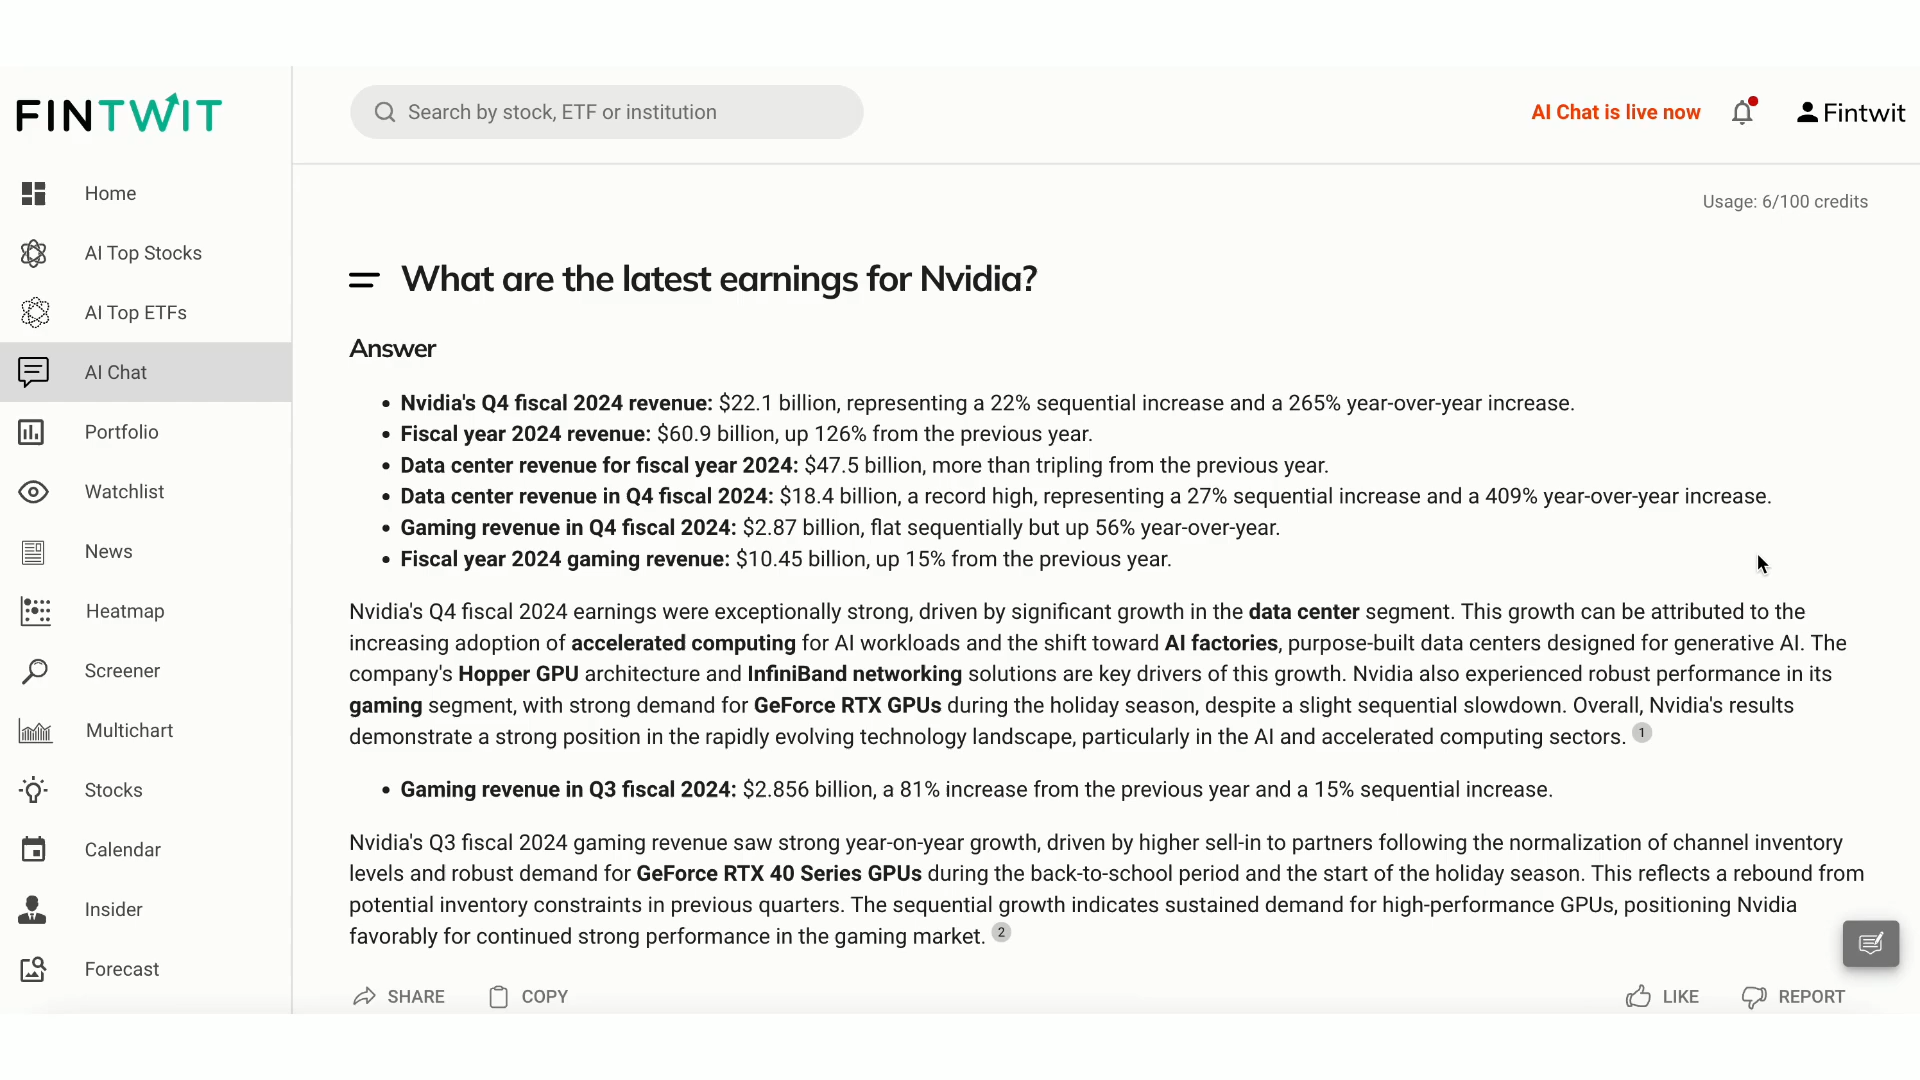 FINTWIT
Search by stock, ETF or institution
AI Chat is live now
Fintwit
Home
AI Top Stocks
AI Top ETFs
AI Chat
Portfolio
Watchlist
News
Heatmap
Screener
Multichart
Stocks
Calendar
Insider
Forecast
Usage: 6/100 credits
What are the latest earnings for Nvidia?
Answer
• Nvidia's Q4 fiscal 2024 revenue: $22.1 billion, representing a 22% sequential increase and a 265% year-over-year increase.
• Fiscal year 2024 revenue: $60.9 billion, up 126% from the previous year.
• Data center revenue for fiscal year 2024: $47.5 billion, more than tripling from the previous year.
• Data center revenue in Q4 fiscal 2024: $18.4 billion, a record high, representing a 27% sequential increase and a 409% year-over-year increase.
• Gaming revenue in Q4 fiscal 2024: $2.87 billion, flat sequentially but up 56% year-over-year.
• Fiscal year 2024 gaming revenue: $10.45 billion, up 15% from the previous year.
Nvidia's Q4 fiscal 2024 earnings were exceptionally strong, driven by significant growth in the data center segment. This growth can be attributed to the
increasing adoption of accelerated computing for AI workloads and the shift toward AI factories, purpose-built data centers designed for generative AI. The
company's Hopper GPU architecture and InfiniBand networking solutions are key drivers of this growth. Nvidia also experienced robust performance in its
gaming segment, with strong demand for GeForce RTX GPUs during the holiday season, despite a slight sequential slowdown. Overall, Nvidia's results
demonstrate a strong position in the rapidly evolving technology landscape, particularly in the AI and accelerated computing sectors. 1
• Gaming revenue in Q3 fiscal 2024: $2.856 billion, a 81% increase from the previous year and a 15% sequential increase.
Nvidia's Q3 fiscal 2024 gaming revenue saw strong year-on-year growth, driven by higher sell-in to partners following the normalization of channel inventory
levels and robust demand for GeForce RTX 40 Series GPUs during the back-to-school period and the start of the holiday season. This reflects a rebound from
potential inventory constraints in previous quarters. The sequential growth indicates sustained demand for high-performance GPUs, positioning Nvidia
favorably for continued strong performance in the gaming market. 2
SHARE
COPY
LIKE
REPORT